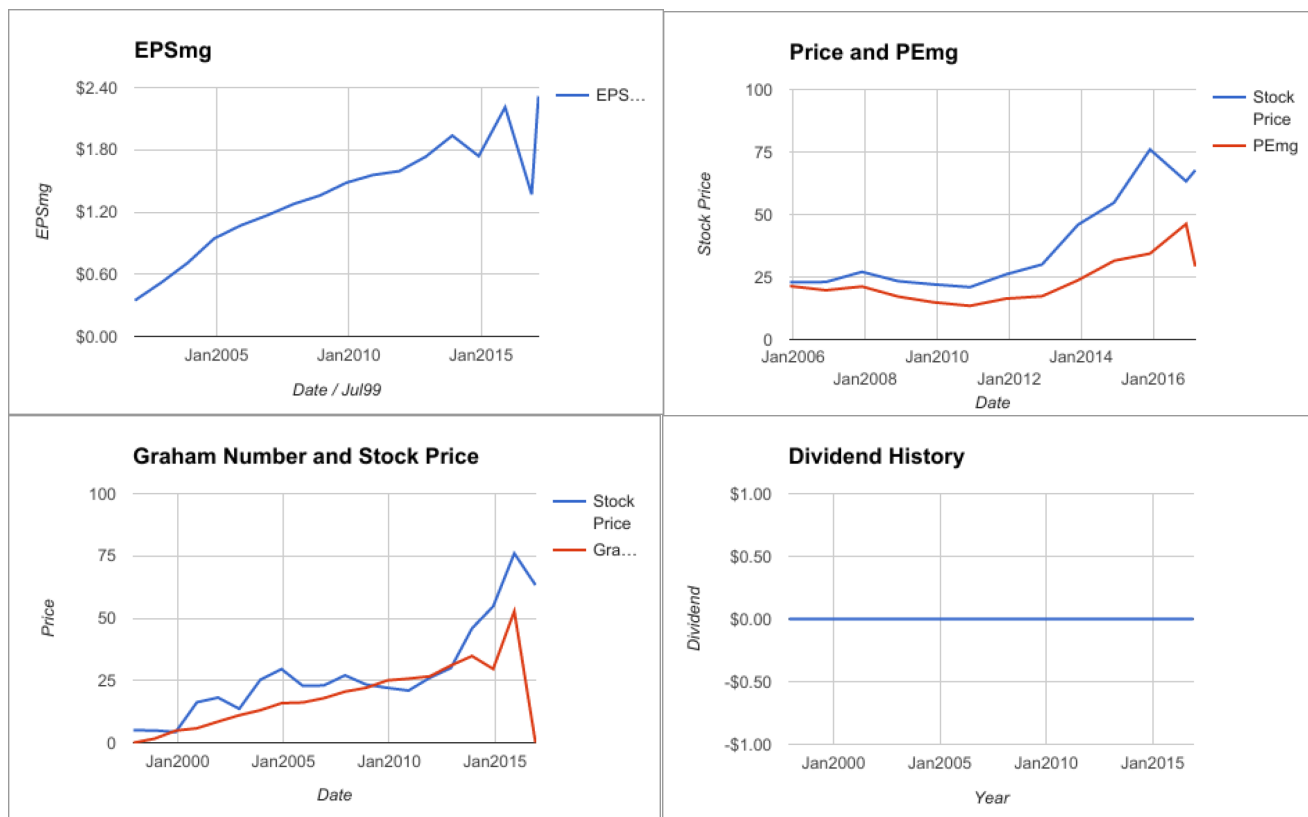 EPSmg
$2.40
$1.80
$1.20
$0.60
$0.00
EPSmg
Jan2005 Jan2010 Jan2015
Date / Jul99
EPS…
Price and PEmg
100
75
50
25
0
Stock Price
Jan2006 Jan2010 Jan2014
Jan2008 Jan2012 Jan2016
Date
Stock
Price
PEmg
Graham Number and Stock Price
100
75
50
25
0
Price
Jan2000 Jan2005 Jan2010 Jan2015
Date
Stock
Price
Gra…
Dividend History
$1.00
$0.50
$0.00
-$0.50
-$1.00
Dividend
Jan2000 Jan2005 Jan2010 Jan2015
Year